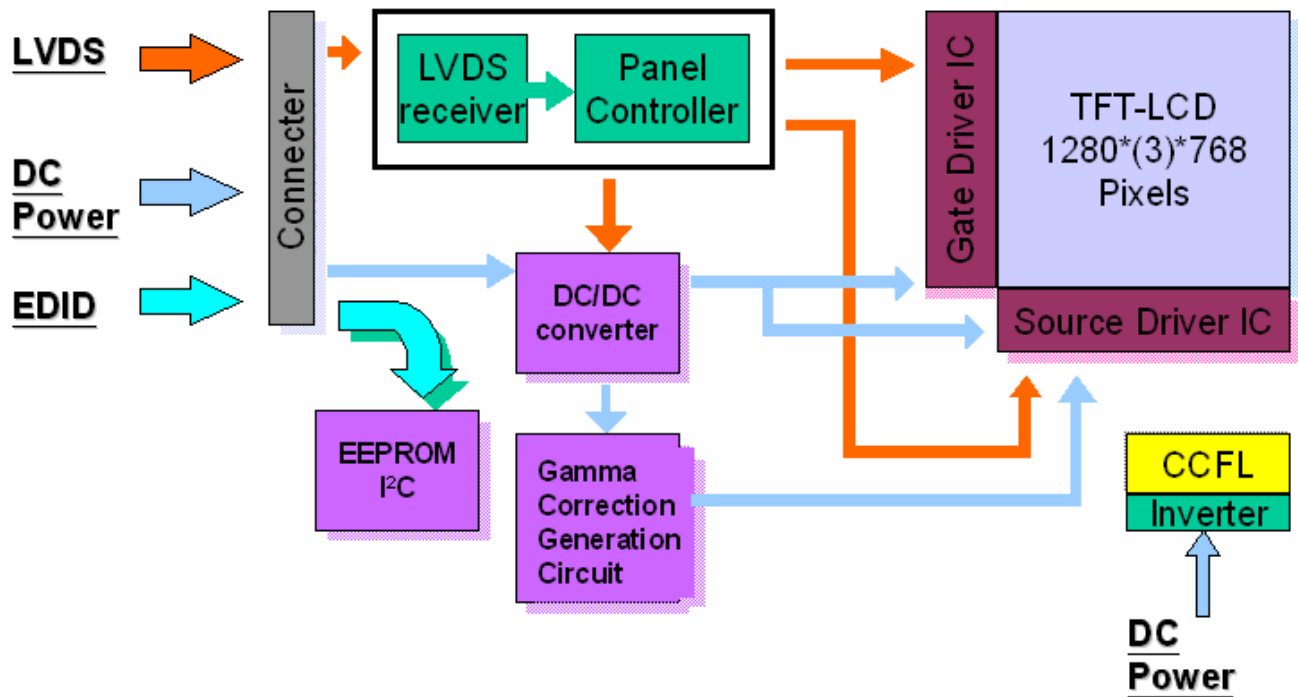 LVDS
DC
Power
EDID
Connecter
LVDS
receiver
Panel
Controller
DC/DC
converter
EEPROM
I²C
Gamma
Correction
Generation
Circuit
Gate Driver IC
TFT-LCD
1280*(3)*768
Pixels
Source Driver IC
CCFL
Inverter
DC
Power